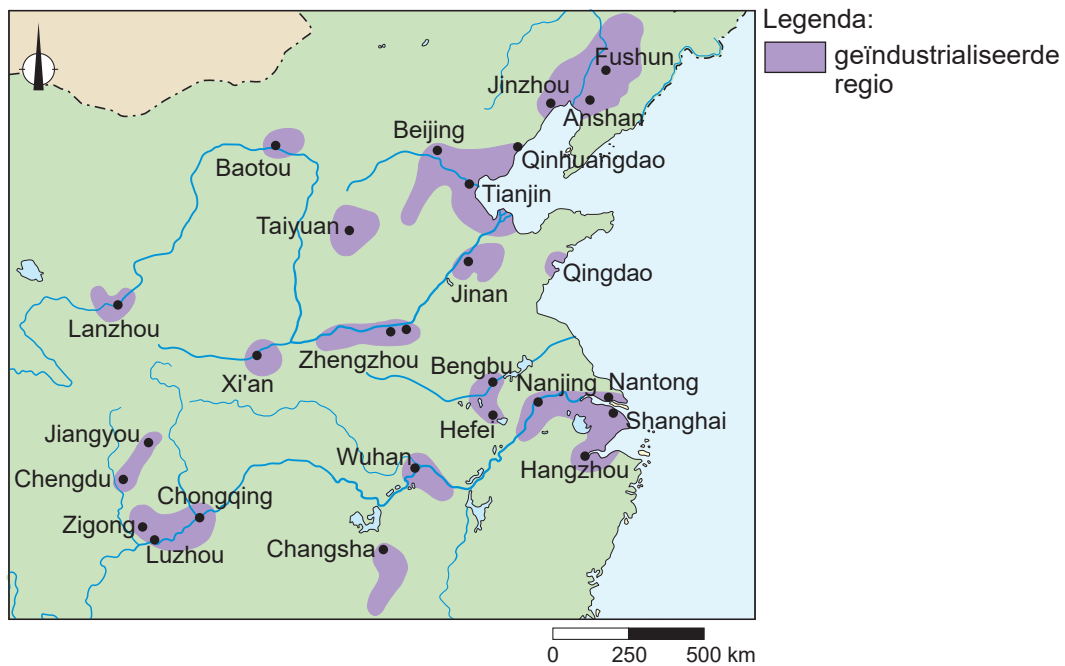 Legenda:
geïndustrialiseerde
regio
Fushun
Jinzhou
Anshan
Beijing
Qinhuangdao
Baotou
Tianjin
Taiyuan
Qingdao
Jinan
Lanzhou
Zhengzhou
Xi'an
Bengbu
Nanjing
Nantong
Hefei
Shanghai
Jiangyou
Wuhan
Hangzhou
Chengdu
Chongqing
Zigong
Luzhou
Changsha
0 250 500 km